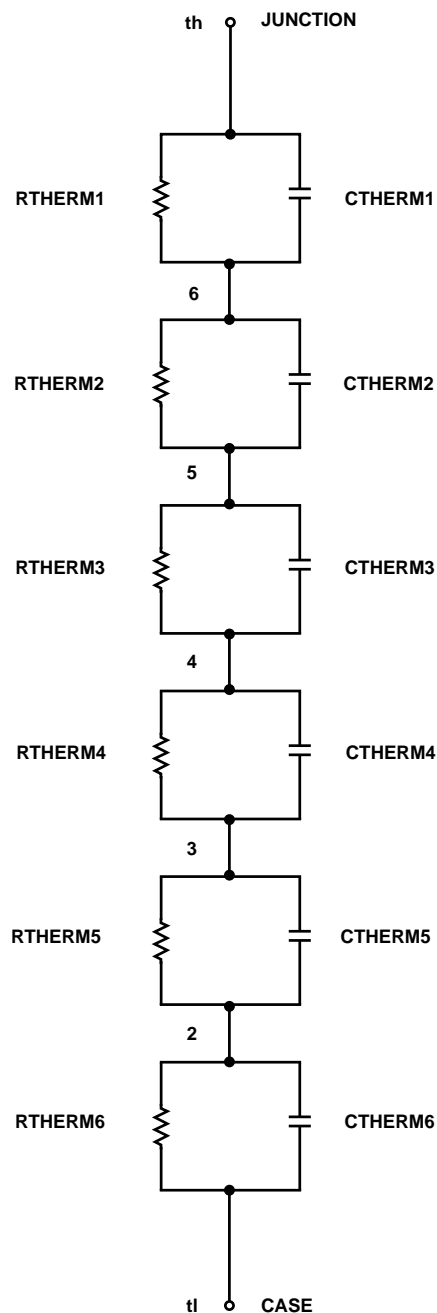 th JUNCTION
RTHERM1 CTHERM1
6
RTHERM2 CTHERM2
5
RTHERM3 CTHERM3
4
RTHERM4 CTHERM4
3
RTHERM5 CTHERM5
2
RTHERM6 CTHERM6
tl CASE